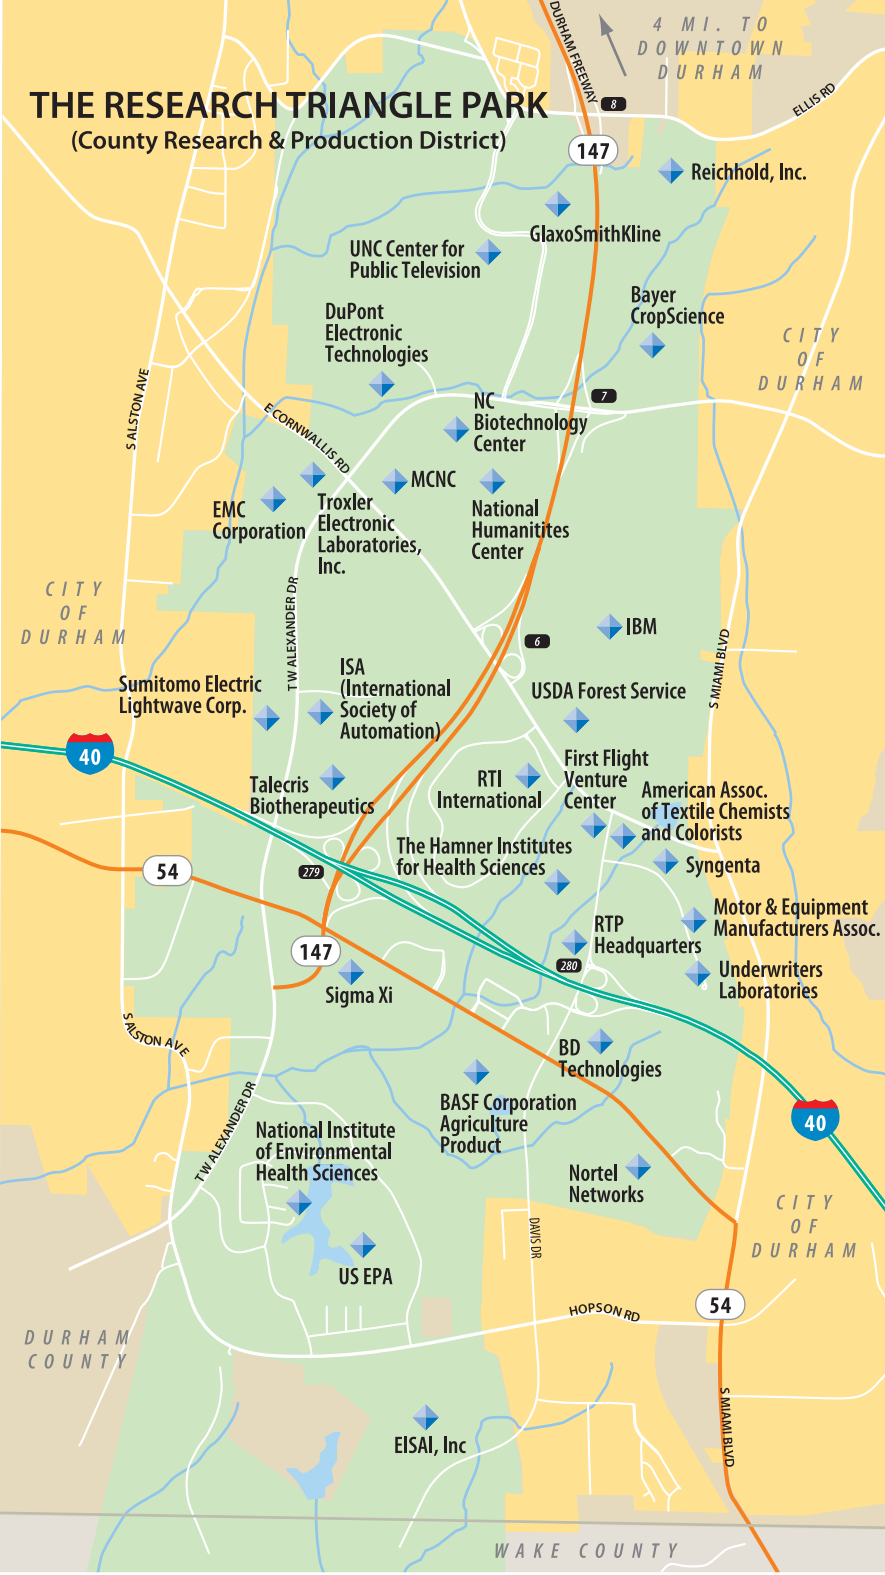 4 MI. TO
DOWNTOWN
DURHAM
DURHAM FREEWAY
8
ELLIS RD
THE RESEARCH TRIANGLE PARK
(County Research & Production District)
147
Reichhold, Inc.
GlaxoSmithKline
UNC Center for
Public Television
Bayer
CropScience
DuPont
Electronic
Technologies
CITY
OF
DURHAM
S ALSTON AVE
7
NC
Biotechnology
Center
E CORNWALLIS RD
MCNC
EMC
Corporation
Troxler
Electronic
Laboratories,
Inc.
National
Humanitites
Center
CITY
OF
DURHAM
T W ALEXANDER DR
IBM
6
S MIAMI BLVD
ISA
(International
Society of
Automation)
Sumitomo Electric
Lightwave Corp.
USDA Forest Service
40
Talecris
Biotherapeutics
RTI
International
First Flight
Venture
Center
American Assoc.
of Textile Chemists
and Colorists
The Hamner Institutes
for Health Sciences
Syngenta
54
279
Motor & Equipment
Manufacturers Assoc.
RTP
Headquarters
147
280
Underwriters
Laboratories
Sigma Xi
S ALSTON AVE
BD
Technologies
T W ALEXANDER DR
BASF Corporation
Agriculture
Product
40
National Institute
of Environmental
Health Sciences
Nortel
Networks
CITY
OF
DURHAM
DAVIS DR
US EPA
54
HOPSON RD
DURHAM
COUNTY
S MIAMI BLVD
EISAI, Inc
WAKE COUNTY